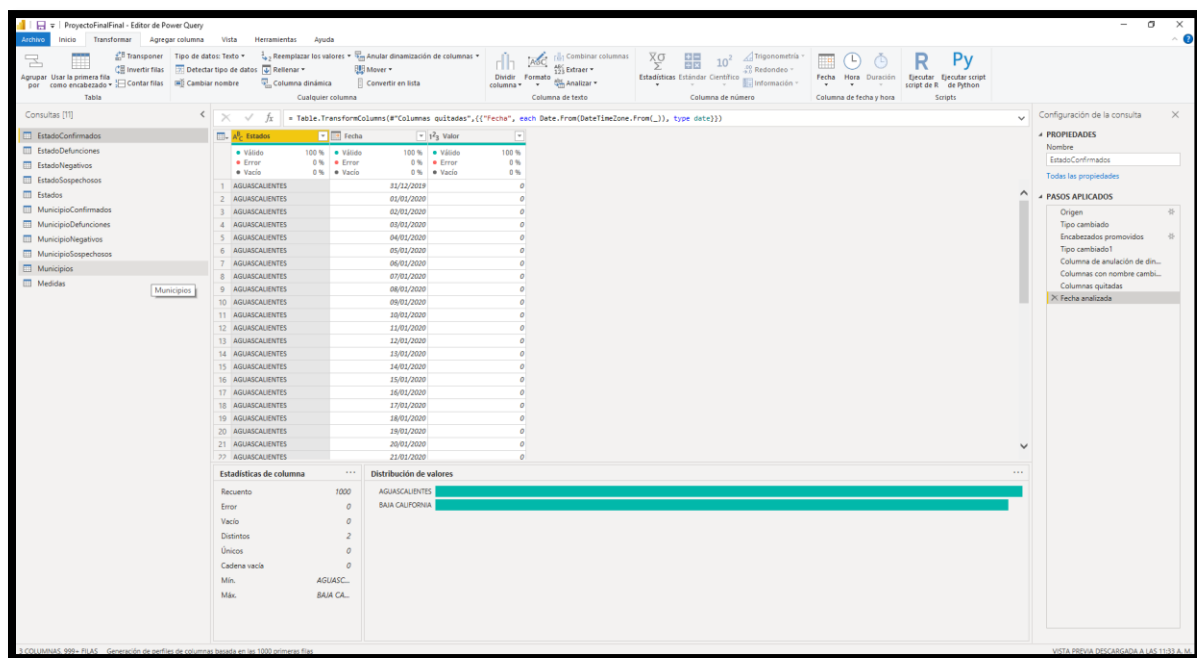 ProyectoFinalFinal - Editor de Power Query
Archivo Inicio Transformar Agregar columna Vista Herramientas Ayuda
Agrupar por
Usar la primera fila como encabezado
Transponer
Invertir filas
Contar filas
Tabla
Tipo de datos: Texto
Detectar tipo de datos
Cambiar nombre
Reemplazar los valores
Rellenar
Columna dinámica
Anular dinamización de columnas
Mover
Convertir en lista
Cualquier columna
Dividir columna
Formato
Combinar columnas
Extraer
Analizar
Columna de texto
Estadísticas Estándar Científico
Trigonometría
Redondeo
Información
Columna de número
Fecha Hora Duración
Columna de fecha y hora
Ejecutar script de R
Ejecutar script de Python
Scripts
Consultas [11]
EstadoConfirmados
EstadoDefunciones
EstadoNegativos
EstadoSospechosos
Estados
MunicipioConfirmados
MunicipioDefunciones
MunicipioNegativos
MunicipioSospechosos
Municipios
Medidas
Municipios
= Table.TransformColumns(#"Columnas quitadas",{{"Fecha", each Date.From(DateTimeZone.From(_)), type date}})
Estados Fecha Valor
Válido 100 % Válido 100 % Válido 100 %
Error 0 % Error 0 % Error 0 %
Vacío 0 % Vacío 0 % Vacío 0 %
1 AGUASCALIENTES 31/12/2019 0
2 AGUASCALIENTES 01/01/2020 0
3 AGUASCALIENTES 02/01/2020 0
4 AGUASCALIENTES 03/01/2020 0
5 AGUASCALIENTES 04/01/2020 0
6 AGUASCALIENTES 05/01/2020 0
7 AGUASCALIENTES 06/01/2020 0
8 AGUASCALIENTES 07/01/2020 0
9 AGUASCALIENTES 08/01/2020 0
10 AGUASCALIENTES 09/01/2020 0
11 AGUASCALIENTES 10/01/2020 0
12 AGUASCALIENTES 11/01/2020 0
13 AGUASCALIENTES 12/01/2020 0
14 AGUASCALIENTES 13/01/2020 0
15 AGUASCALIENTES 14/01/2020 0
16 AGUASCALIENTES 15/01/2020 0
17 AGUASCALIENTES 16/01/2020 0
18 AGUASCALIENTES 17/01/2020 0
19 AGUASCALIENTES 18/01/2020 0
20 AGUASCALIENTES 19/01/2020 0
21 AGUASCALIENTES 20/01/2020 0
22 AGUASCALIENTES 21/01/2020 0
Estadísticas de columna
Recuento 1000
Error 0
Vacío 0
Distintos 2
Únicos 0
Cadena vacía 0
Mín. AGUASC...
Máx. BAJA CA...
Distribución de valores
AGUASCALIENTES
BAJA CALIFORNIA
Configuración de la consulta
PROPIEDADES
Nombre
EstadoConfirmados
Todas las propiedades
PASOS APLICADOS
Origen
Tipo cambiado
Encabezados promovidos
Tipo cambiado1
Columna de anulación de din...
Columnas con nombre cambi...
Columnas quitadas
Fecha analizada
3 COLUMNAS, 999+ FILAS Generación de perfiles de columnas basada en las 1000 primeras filas
VISTA PREVIA DESCARGADA A LAS 11:33 A. M.